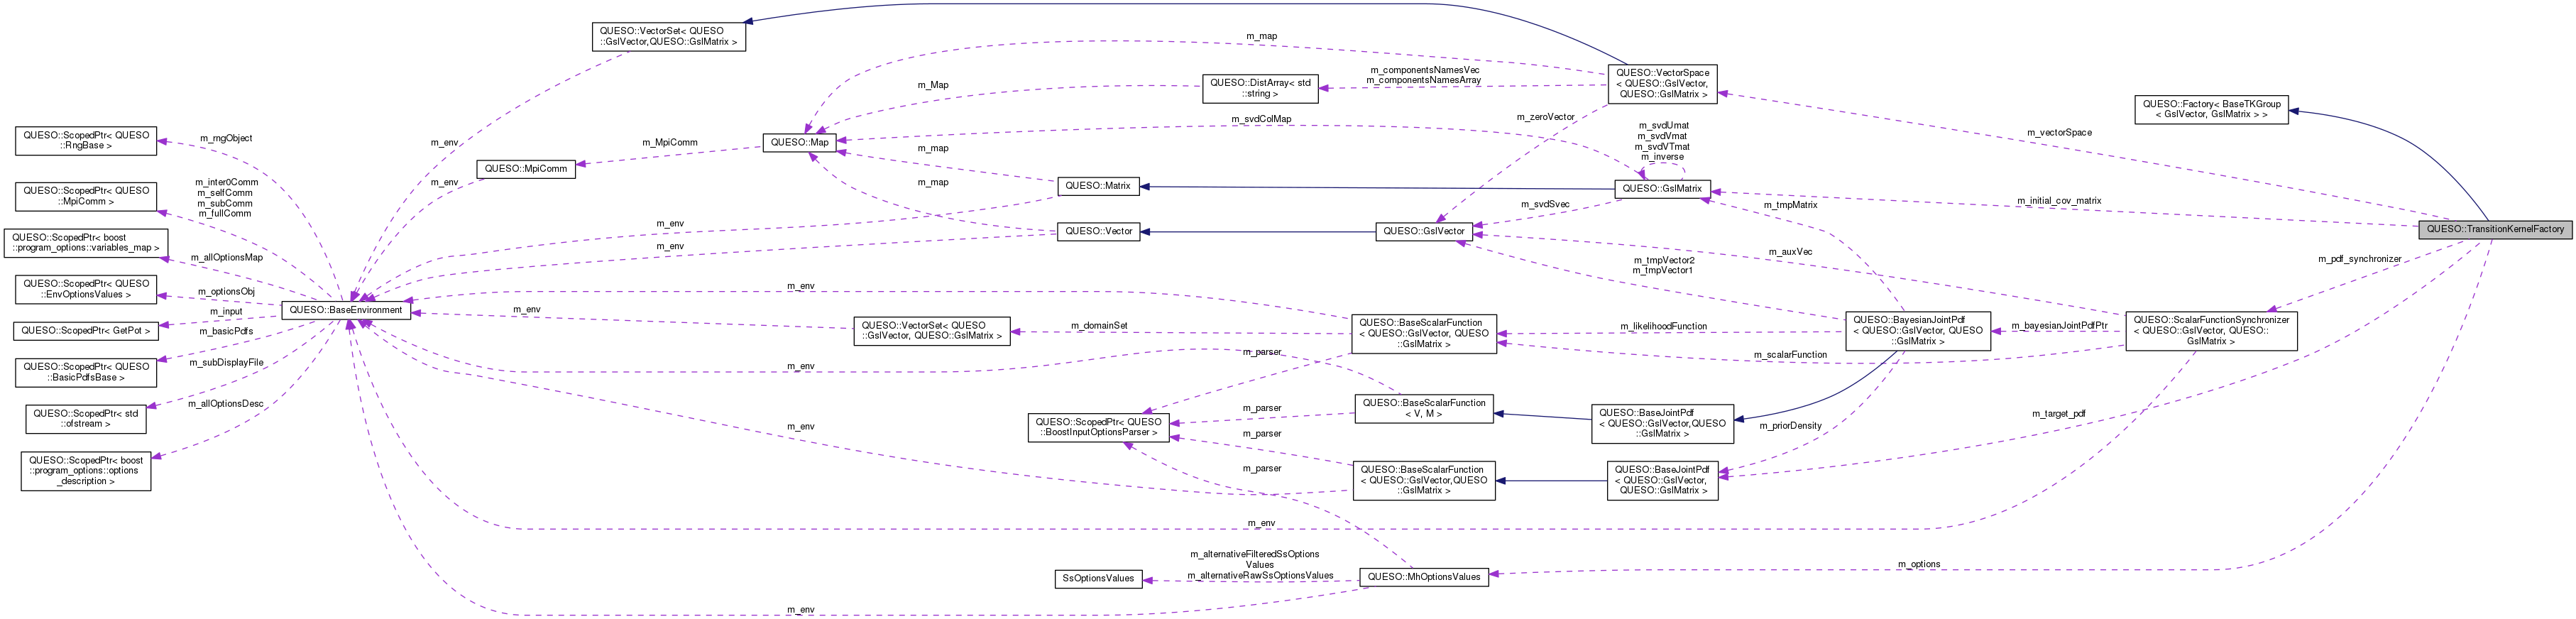 QUESO::VectorSet< QUESO
::GslVector,QUESO::GslMatrix >
m_map
QUESO::VectorSpace
< QUESO::GslVector,
QUESO::GslMatrix >
m_componentsNamesVec
m_componentsNamesArray
QUESO::DistArray< std
::string >
m_Map
QUESO::Factory< BaseTKGroup
< GslVector, GslMatrix > >
m_zeroVector
m_svdColMap
m_svdUmat
m_svdVmat
m_svdVTmat
m_inverse
m_vectorSpace
QUESO::ScopedPtr< QUESO
::RngBase >
m_rngObject
m_env
m_MpiComm
QUESO::Map
m_map
QUESO::MpiComm
m_env
m_map
QUESO::Matrix
QUESO::GslMatrix
QUESO::ScopedPtr< QUESO
::MpiComm >
m_inter0Comm
m_selfComm
m_subComm
m_fullComm
m_svdSvec
m_tmpMatrix
m_initial_cov_matrix
QUESO::TransitionKernelFactory
m_env
m_env
QUESO::Vector
QUESO::GslVector
QUESO::ScopedPtr< boost
::program_options::variables_map >
m_allOptionsMap
m_auxVec
m_tmpVector2
m_tmpVector1
m_pdf_synchronizer
QUESO::ScopedPtr< QUESO
::EnvOptionsValues >
m_optionsObj
m_env
QUESO::BaseEnvironment
m_input
m_env
QUESO::ScopedPtr< GetPot >
m_basicPdfs
QUESO::VectorSet< QUESO
::GslVector, QUESO::GslMatrix >
m_domainSet
QUESO::BaseScalarFunction
< QUESO::GslVector, QUESO
::GslMatrix >
m_likelihoodFunction
QUESO::BayesianJointPdf
< QUESO::GslVector, QUESO
::GslMatrix >
m_bayesianJointPdfPtr
QUESO::ScalarFunctionSynchronizer
< QUESO::GslVector, QUESO::
GslMatrix >
m_scalarFunction
m_parser
m_env
QUESO::ScopedPtr< QUESO
::BasicPdfsBase >
m_subDisplayFile
m_allOptionsDesc
QUESO::ScopedPtr< std
::ofstream >
m_parser
QUESO::BaseScalarFunction
< V, M >
QUESO::BaseJointPdf
< QUESO::GslVector,QUESO
::GslMatrix >
m_priorDensity
m_target_pdf
QUESO::ScopedPtr< QUESO
::BoostInputOptionsParser >
m_env
m_parser
m_parser
QUESO::BaseScalarFunction
< QUESO::GslVector,QUESO
::GslMatrix >
QUESO::BaseJointPdf
< QUESO::GslVector,
QUESO::GslMatrix >
QUESO::ScopedPtr< boost
::program_options::options
_description >
m_env
m_alternativeFilteredSsOptions
Values
m_alternativeRawSsOptionsValues
SsOptionsValues
QUESO::MhOptionsValues
m_options
m_env